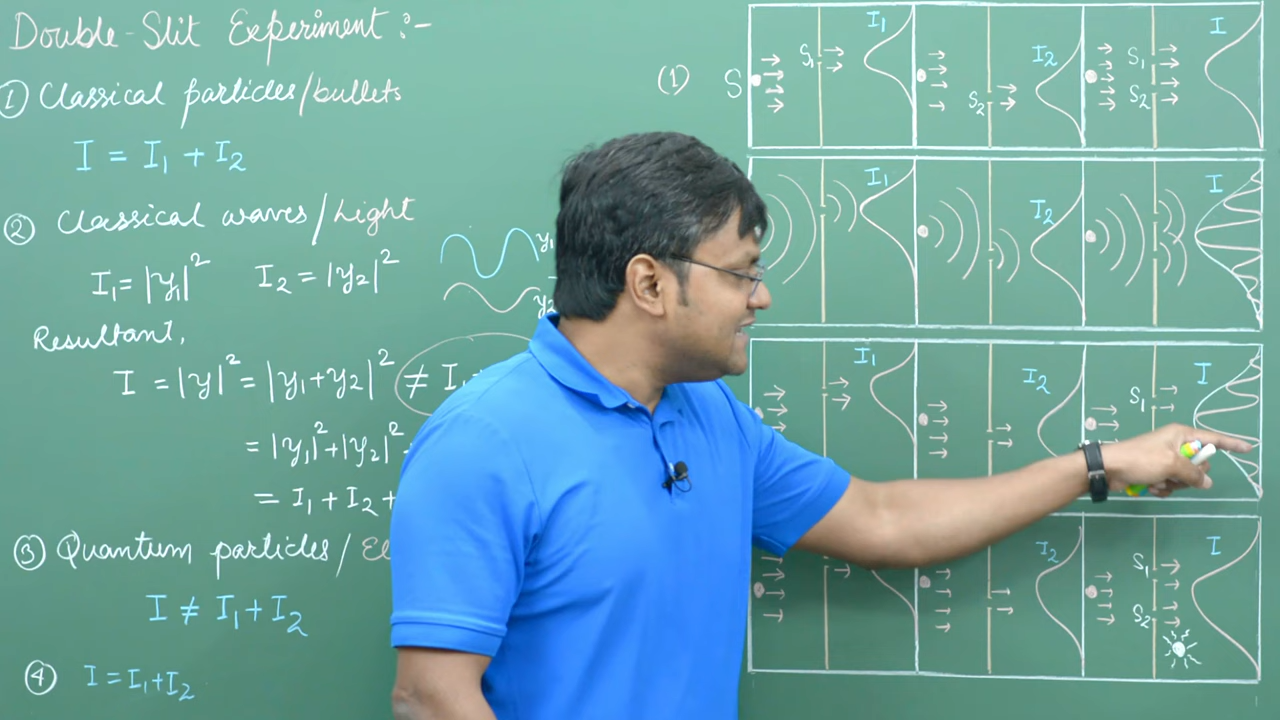 Double-Slit Experiment :-
① Classical particles/bullets
I = I₁ + I₂
② Classical waves/Light
I₁ = |y₁|² I₂ = |y₂|²
y₁
y₂
Resultant,
I = |y|² = |y₁+y₂|² ≠ I₁
= |y₁|²+|y₂|²
= I₁ + I₂ +
③ Quantum particles/El
I ≠ I₁ + I₂
④ I = I₁+I₂
(1) S S₁ I₁ S₂ I₂ S₁ S₂ I
I₁ I₂ I
I₁ I₂ S₁ I
I₂ S₁ S₂ I